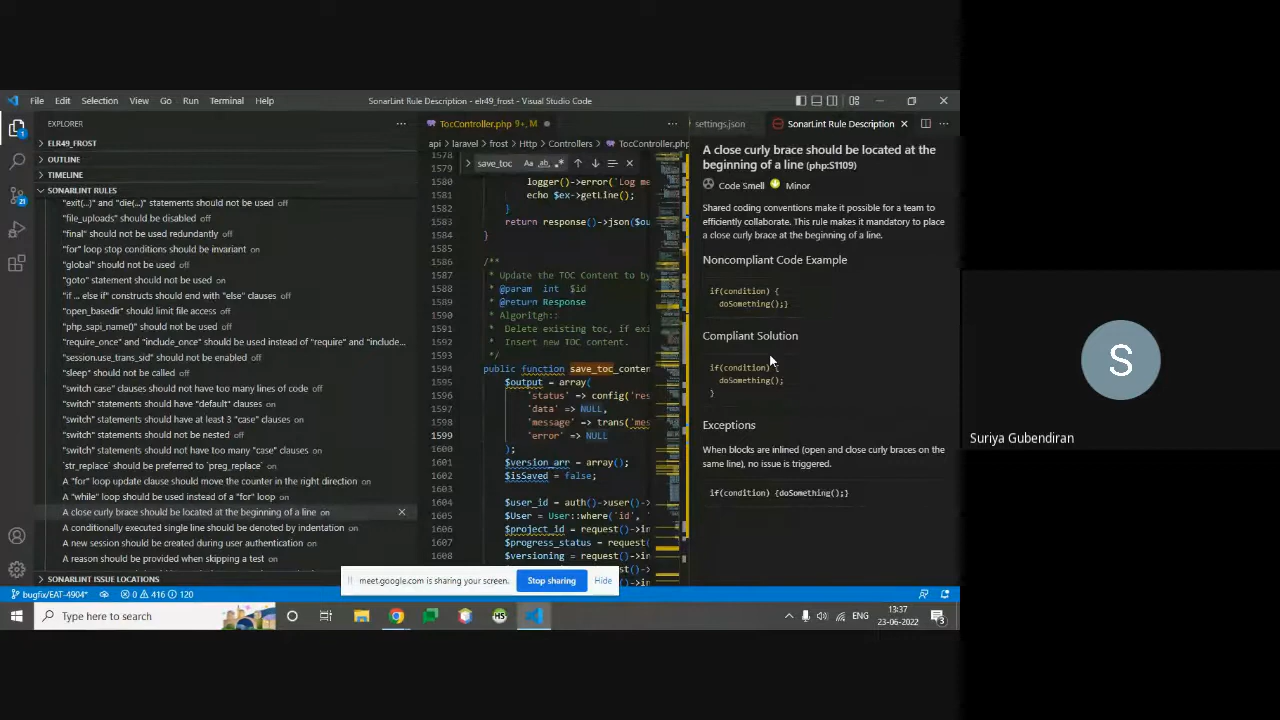 File Edit Selection View Go Run Terminal Help
SonarLint Rule Description - elr49_frost - Visual Studio Code
EXPLORER
ELR49_FROST
OUTLINE
TIMELINE
SONARLINT RULES
"exit(...)" and "die(...)" statements should not be used off
"file_uploads" should be disabled off
"final" should not be used redundantly on
"for" loop stop conditions should be invariant on
"global" should not be used off
"goto" statement should not be used on
"if ... else if" constructs should end with "else" clauses off
"open_basedir" should limit file access off
"php_sapi_name()" should not be used off
"require_once" and "include_once" should be used instead of "require" and "include...
"session.use_trans_sid" should not be enabled off
"sleep" should not be called off
"switch case" clauses should not have too many lines of code off
"switch" statements should have "default" clauses on
"switch" statements should have at least 3 "case" clauses on
"switch" statements should not be nested off
"switch" statements should not have too many "case" clauses on
`str_replace` should be preferred to `preg_replace` on
A "for" loop update clause should move the counter in the right direction on
A "while" loop should be used instead of a "for" loop on
A close curly brace should be located at the beginning of a line on
A conditionally executed single line should be denoted by indentation on
A new session should be created during user authentication on
A reason should be provided when skipping a test on
SONARLINT ISSUE LOCATIONS
TocController.php 9+, M
api > laravel > frost > Http > Controllers > TocController.php
save_toc
Aa ab
1578
1579
1580 logger()->error('Log me
1581 echo $ex->getLine();
1582 }
1583 return response()->json($ou
1584 }
1585
1586 /**
1587 * Update the TOC Content to by
1588 * @param int $id
1589 * @return Response
1590 * Algoritgh::
1591 * Delete existing toc, if exi
1592 * Insert new TOC content.
1593 */
1594 public function save_toc_conten
1595 $output = array(
1596 'status' => config('res
1597 'data' => NULL,
1598 'message' => trans('mes
1599 'error' => NULL
1600 );
1601 $version_arr = array();
1602 $isSaved = false;
1603
1604 $user_id = auth()->user()-
1605 $User = User::where('id',
1606 $project_id = request()->in
1607 $progress_status = request(
1608 $versioning = request()->in
settings.json
SonarLint Rule Description
A close curly brace should be located at the
beginning of a line (php:S1109)
Code Smell Minor
Shared coding conventions make it possible for a team to
efficiently collaborate. This rule makes it mandatory to place
a close curly brace at the beginning of a line.
Noncompliant Code Example
if(condition) {
doSomething();}
Compliant Solution
if(condition) {
doSomething();
}
Exceptions
When blocks are inlined (open and close curly braces on the
same line), no issue is triggered.
if(condition) {doSomething();}
meet.google.com is sharing your screen.
Stop sharing
Hide
bugfix/EAT-4904* 0 416 120
Type here to search
ENG
13:37
23-06-2022
3
S
Suriya Gubendiran